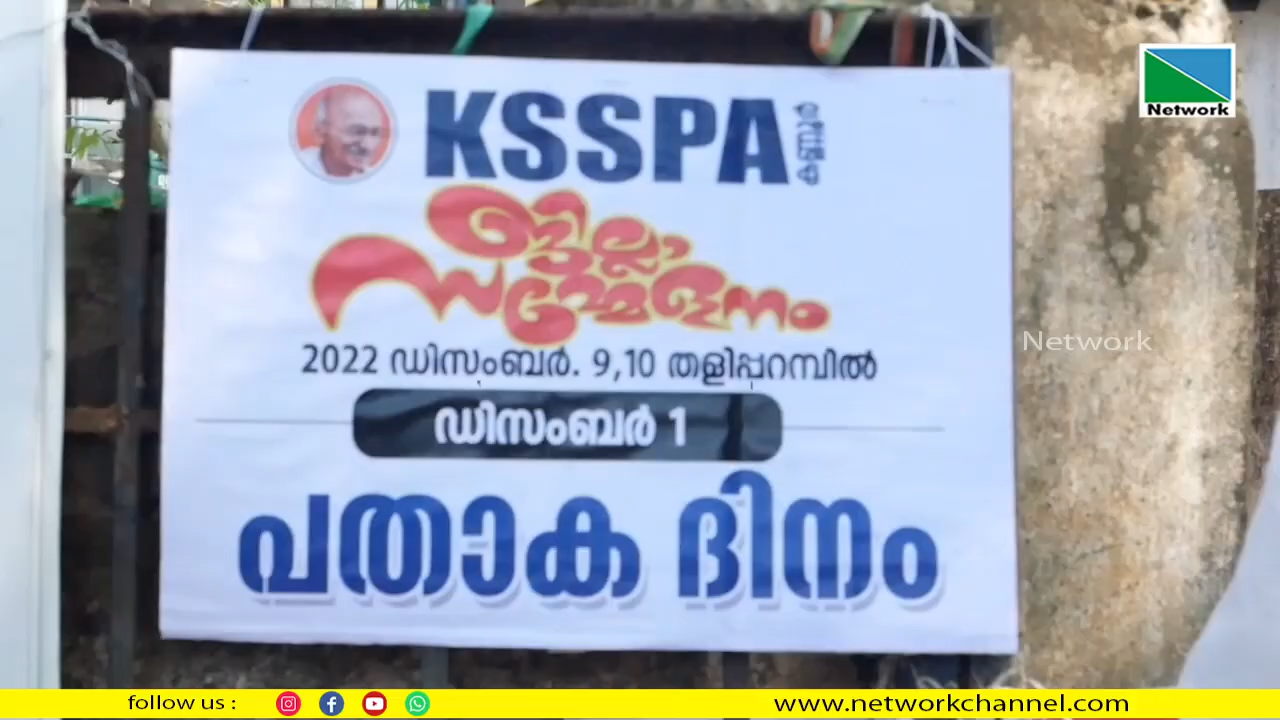 Network
KSSPA
കണ്ണൂർ
ജില്ലാ
സമ്മേളനം
2022 ഡിസംബർ. 9,10 തളിപ്പറമ്പിൽ
ഡിസംബർ 1
പതാക ദിനം
Network
follow us :
www.networkchannel.com